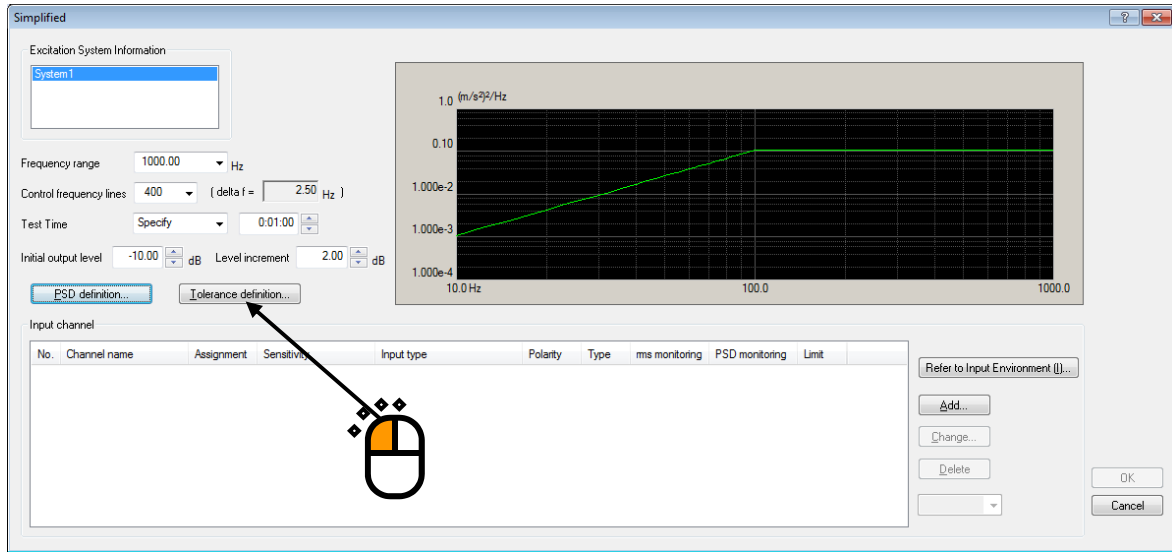 Simplified
Excitation System Information
System1
Frequency range 1000.00 Hz
Control frequency lines 400 ( delta f = 2.50 Hz )
Test Time Specify 0:01:00
Initial output level -10.00 dB Level increment 2.00 dB
PSD definition... Tolerance definition...
1.0 (m/s²)²/Hz
0.10
1.000e-2
1.000e-3
1.000e-4
10.0 Hz 100.0 1000.0
Input channel
No. Channel name Assignment Sensitivity Input type Polarity Type rms monitoring PSD monitoring Limit
Refer to Input Environment (I)...
Add...
Change...
Delete
OK
Cancel